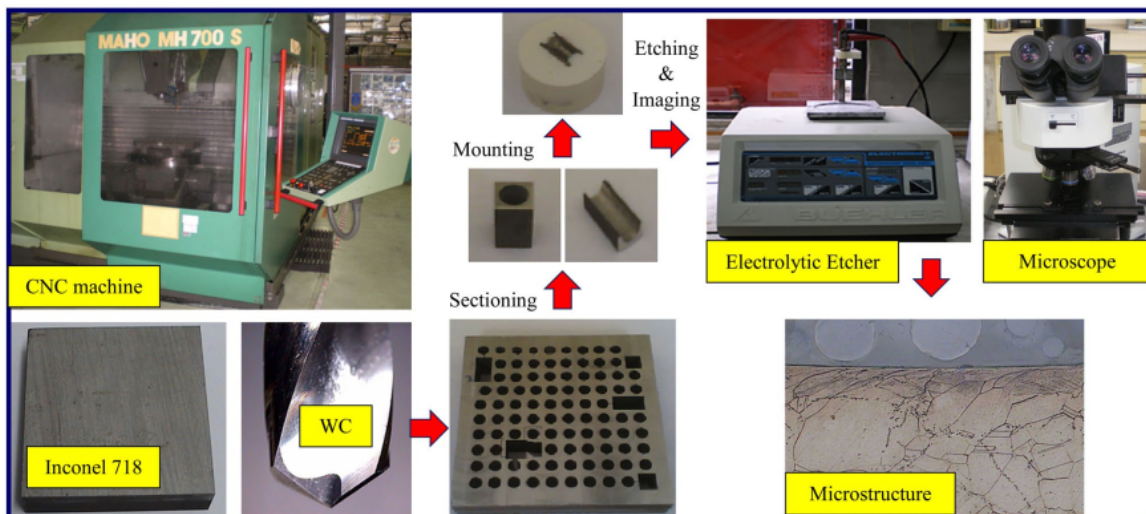 MAHO MH 700 S
CNC machine
Inconel 718
WC
Sectioning
Mounting
Etching
&
Imaging
BUEHLER
Electrolytic Etcher
Microscope
Microstructure